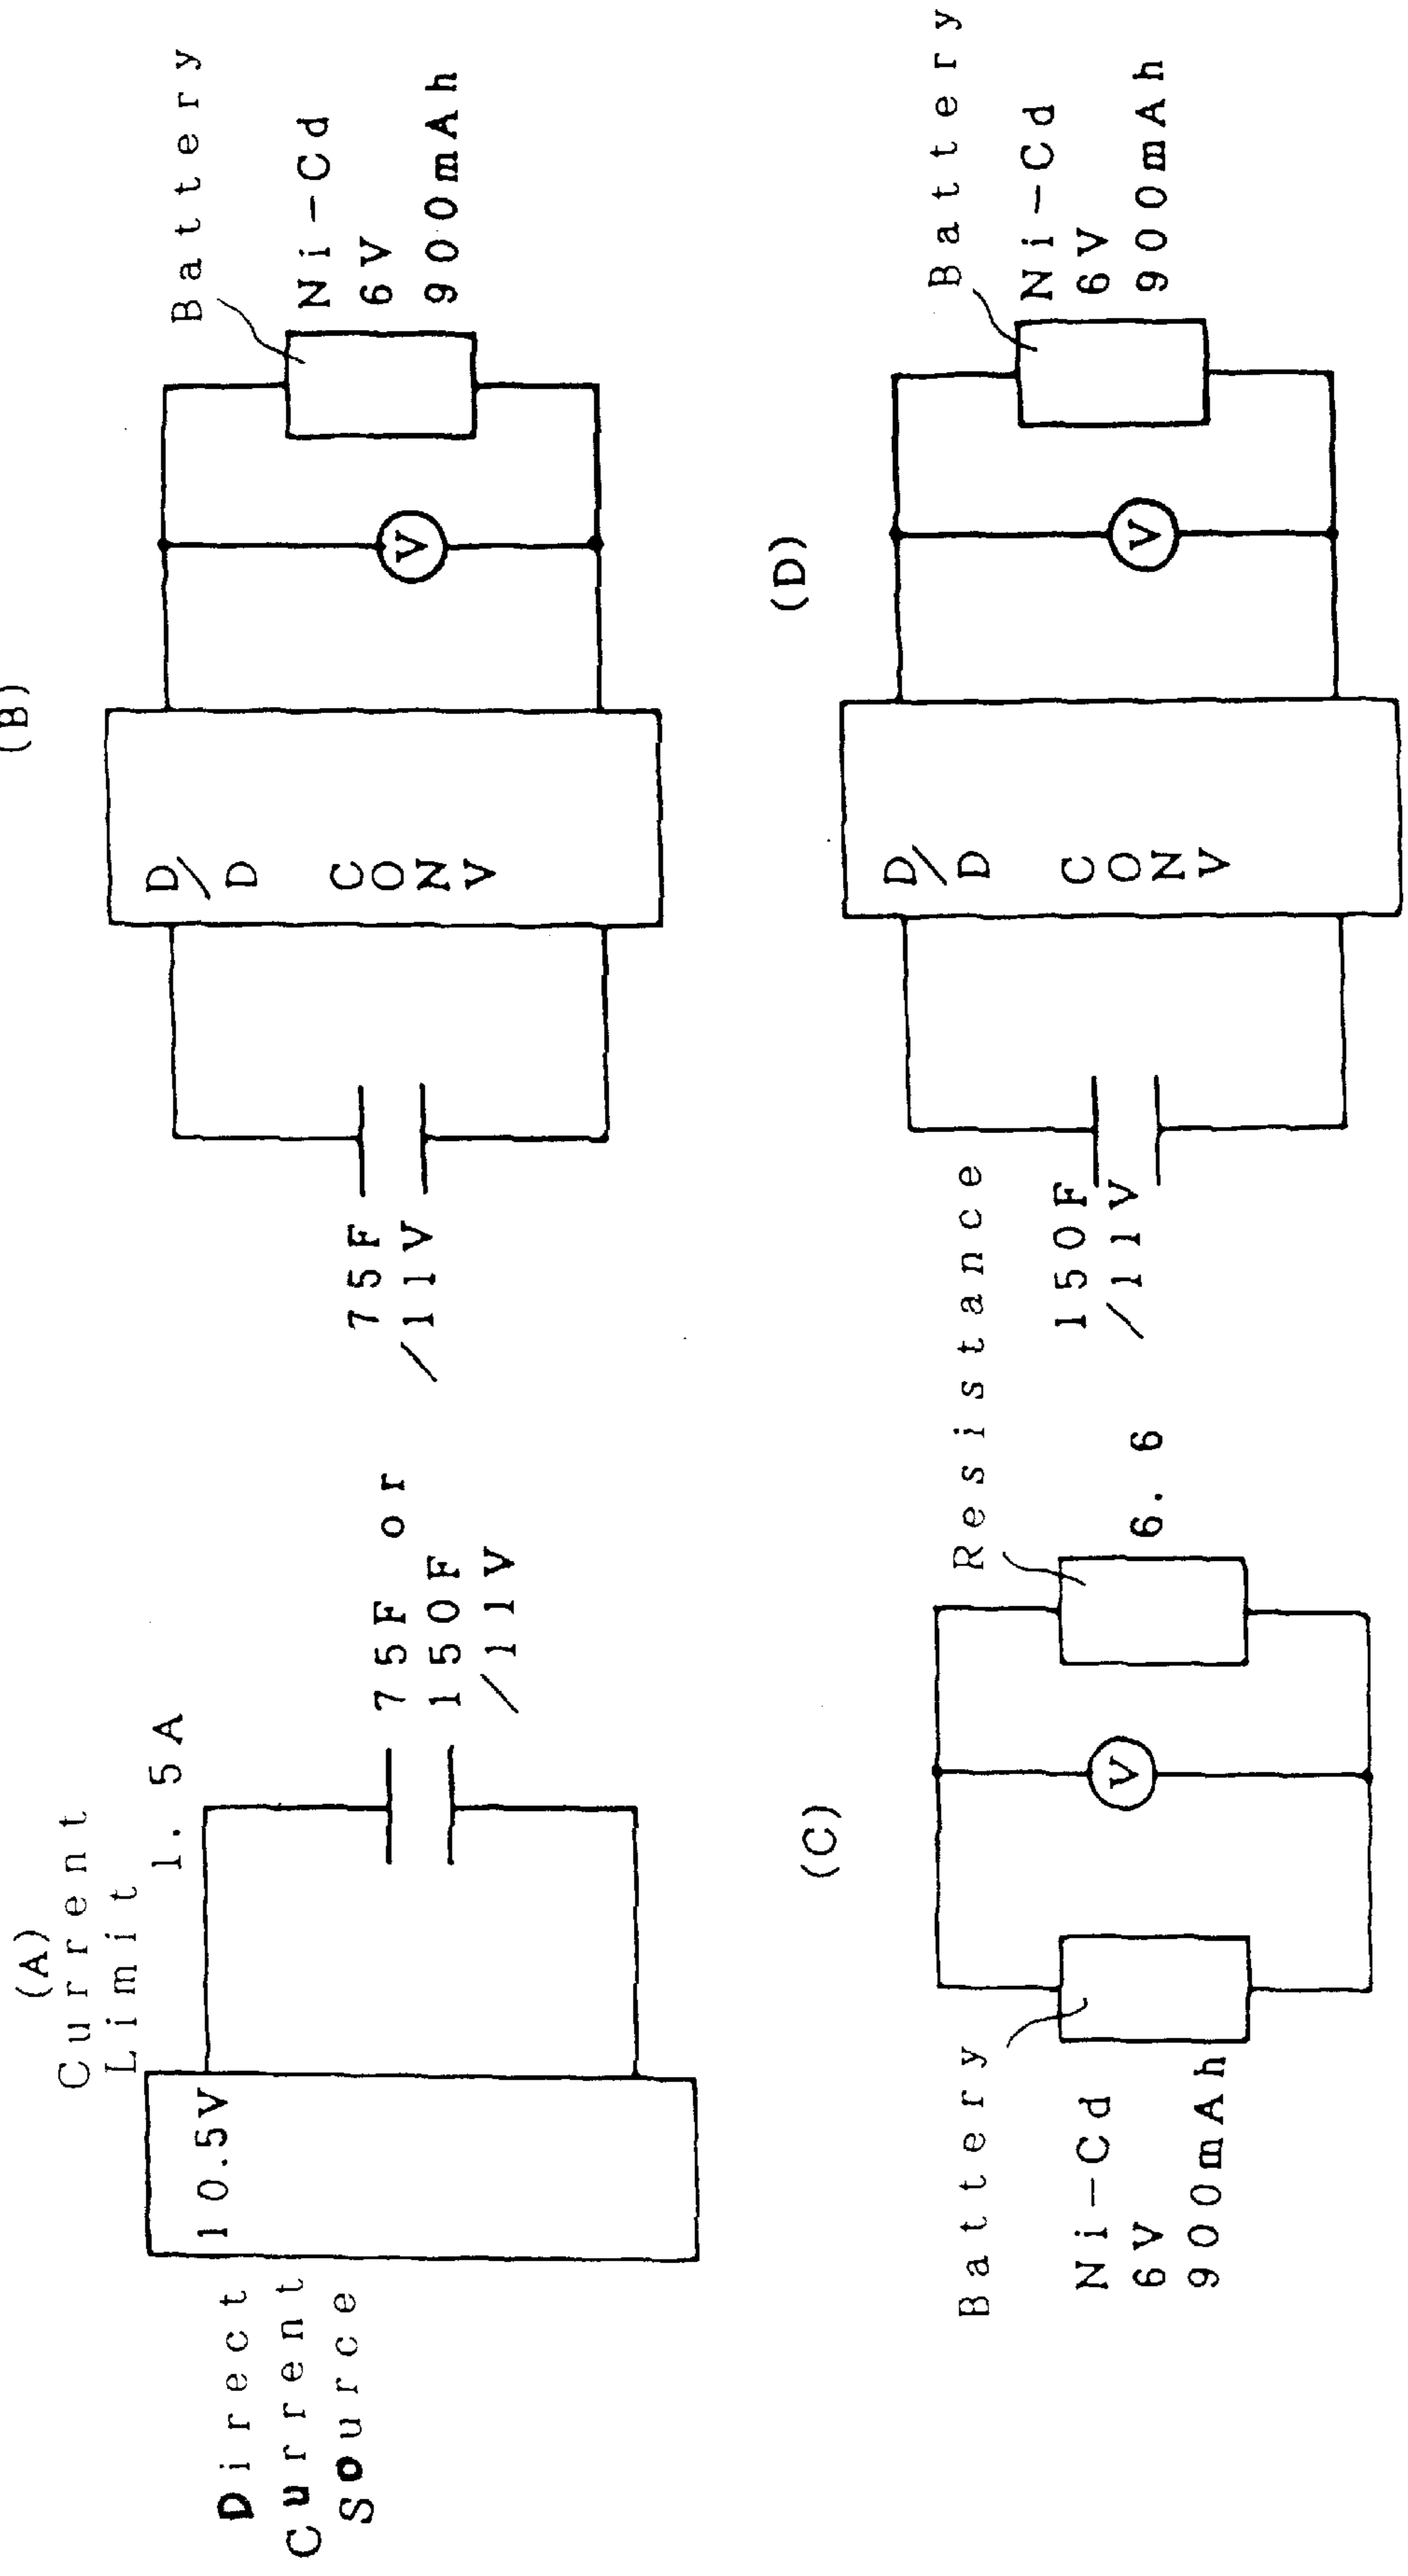 (A)
Current
Limit
1.5A
10.5V
Direct
Current
Source
75F or
150F
/11V
(B)
75F
/11V
D/D
CONV
V
Battery
Ni-Cd
6V
900mAh
(C)
Battery
Ni-Cd
6V
900mAh
V
Resistance
6.6
(D)
150F
/11V
D/D
CONV
V
Battery
Ni-Cd
6V
900mAh